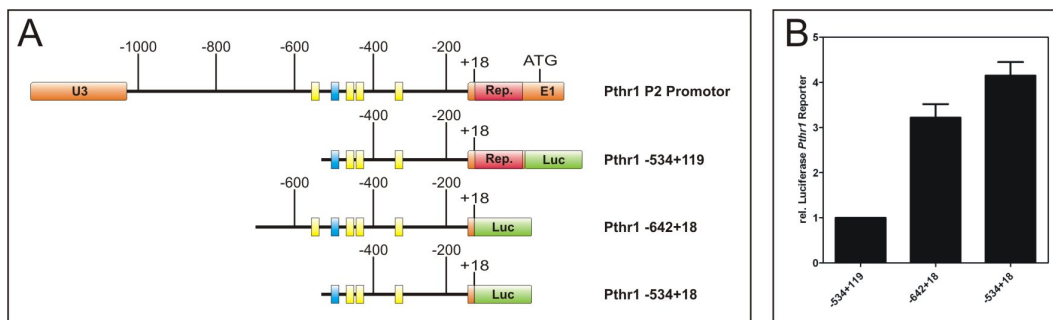 A
-1000
-600
-400
-200
+18
ATG
U3
Rep.
E1
Pthr1 P2 Promotor
-400
-200
+18
Rep.
Luc
Pthr1 -534+119
-600
-400
-200
+18
Luc
Pthr1 -642+18
-400
-200
+18
Luc
Pthr1 -534+18
B
rel. Luciferase Pthr1 Reporter
5
4
3
2
1
0
-534+119
-642+18
-534+18